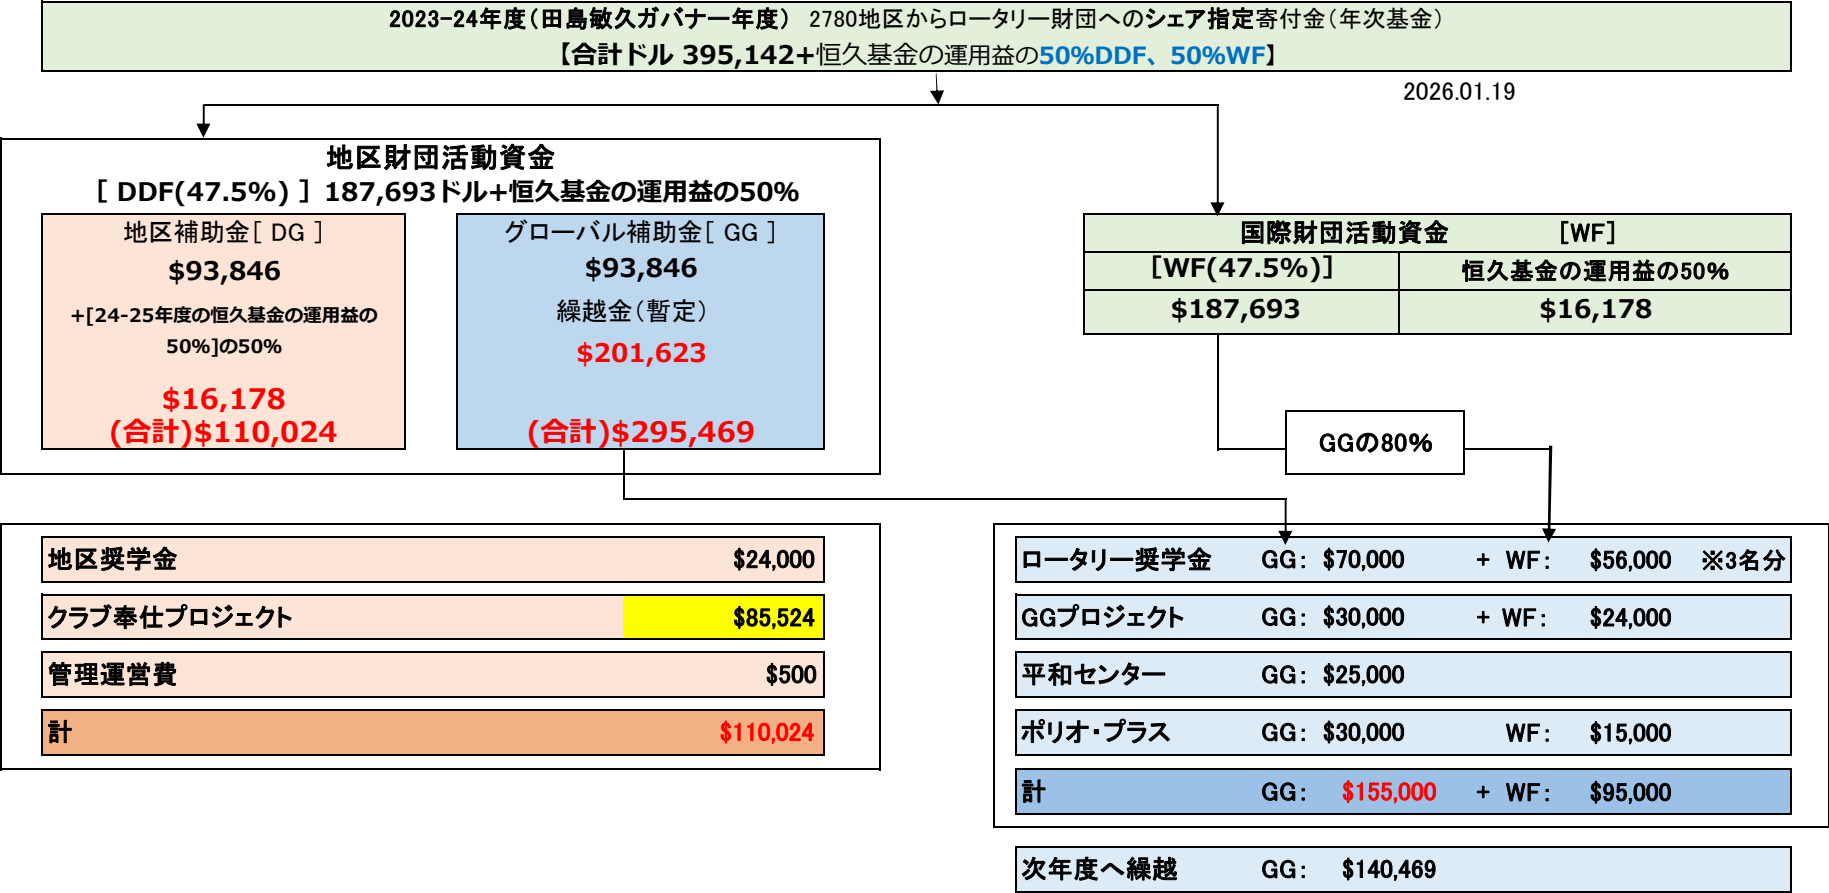 2023-24年度（田島敏久ガバナー年度） 2780地区からロータリー財団へのシェア指定寄付金（年次基金）
【合計ドル 395,142+恒久基金の運用益の50%DDF、50%WF】
2026.01.19
地区財団活動資金
［ DDF(47.5%) ］187,693ドル+恒久基金の運用益の50%
地区補助金［ DG ］
$93,846
+[24-25年度の恒久基金の運用益の
50%]の50%
$16,178
(合計)$110,024
グローバル補助金［ GG ］
$93,846
繰越金（暫定）
$201,623
(合計)$295,469
国際財団活動資金 ［WF］
［WF(47.5%)］ 恒久基金の運用益の50%
$187,693 $16,178
GGの80%
地区奨学金 $24,000
クラブ奉仕プロジェクト $85,524
管理運営費 $500
計 $110,024
ロータリー奨学金 GG： $70,000 + WF： $56,000 ※3名分
GGプロジェクト GG： $30,000 + WF： $24,000
平和センター GG： $25,000
ポリオ・プラス GG： $30,000 WF： $15,000
計 GG： $155,000 + WF： $95,000
次年度へ繰越 GG： $140,469